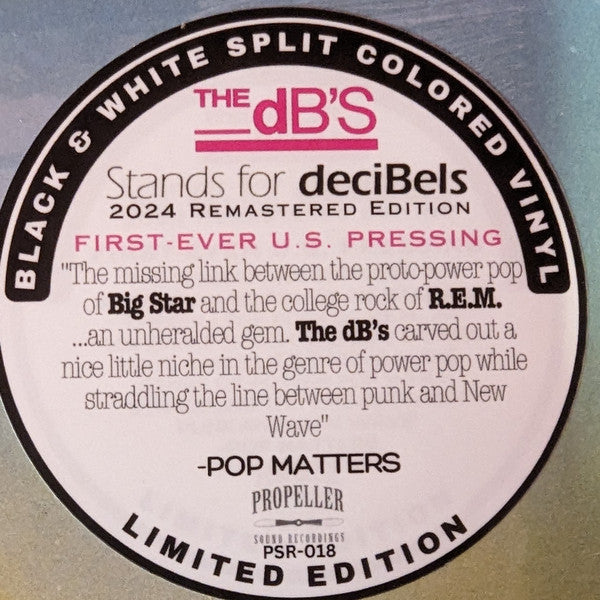 BLACK & WHITE SPLIT COLORED VINYL
THE dB'S
Stands for deciBels
2024 REMASTERED EDITION
FIRST-EVER U.S. PRESSING
"The missing link between the proto-power pop
of Big Star and the college rock of R.E.M.
...an unheralded gem. The dB's carved out a
nice little niche in the genre of power pop while
straddling the line between punk and New
Wave"
-POP MATTERS
PROPELLER
SOUND RECORDINGS
PSR-018
LIMITED EDITION